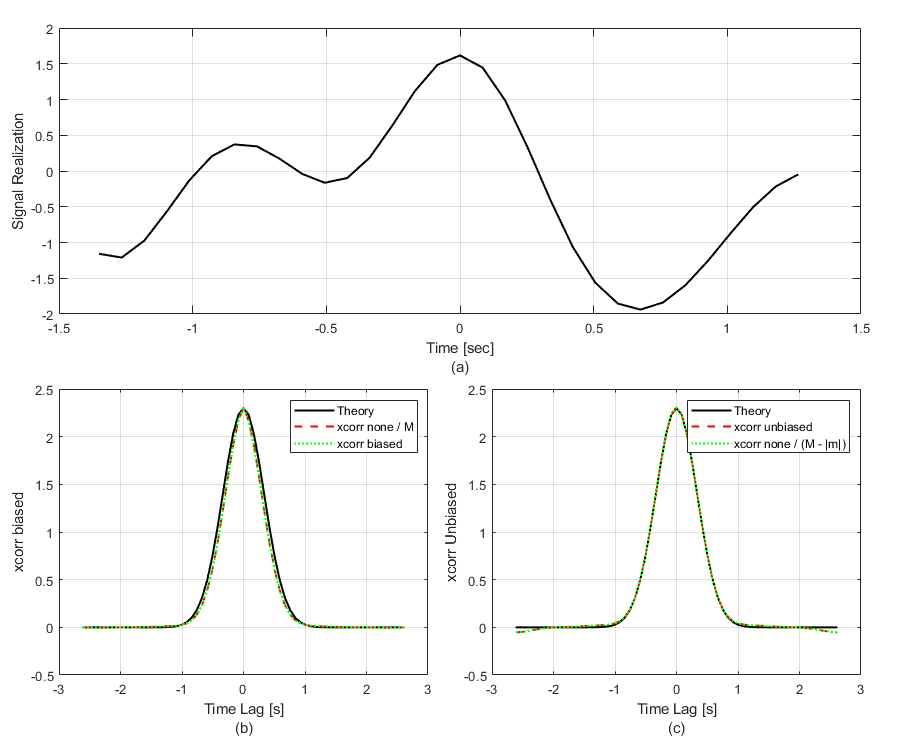 2
1.5
1
0.5
0
-0.5
-1
-1.5
-2
Signal Realization
-1.5 -1 -0.5 0 0.5 1 1.5
Time [sec]
(a)
2.5
2
1.5
1
0.5
0
-0.5
xcorr biased
Theory
xcorr none / M
xcorr biased
-3 -2 -1 0 1 2 3
Time Lag [s]
(b)
2.5
2
1.5
1
0.5
0
-0.5
xcorr Unbiased
Theory
xcorr unbiased
xcorr none / (M - |m|)
-3 -2 -1 0 1 2 3
Time Lag [s]
(c)